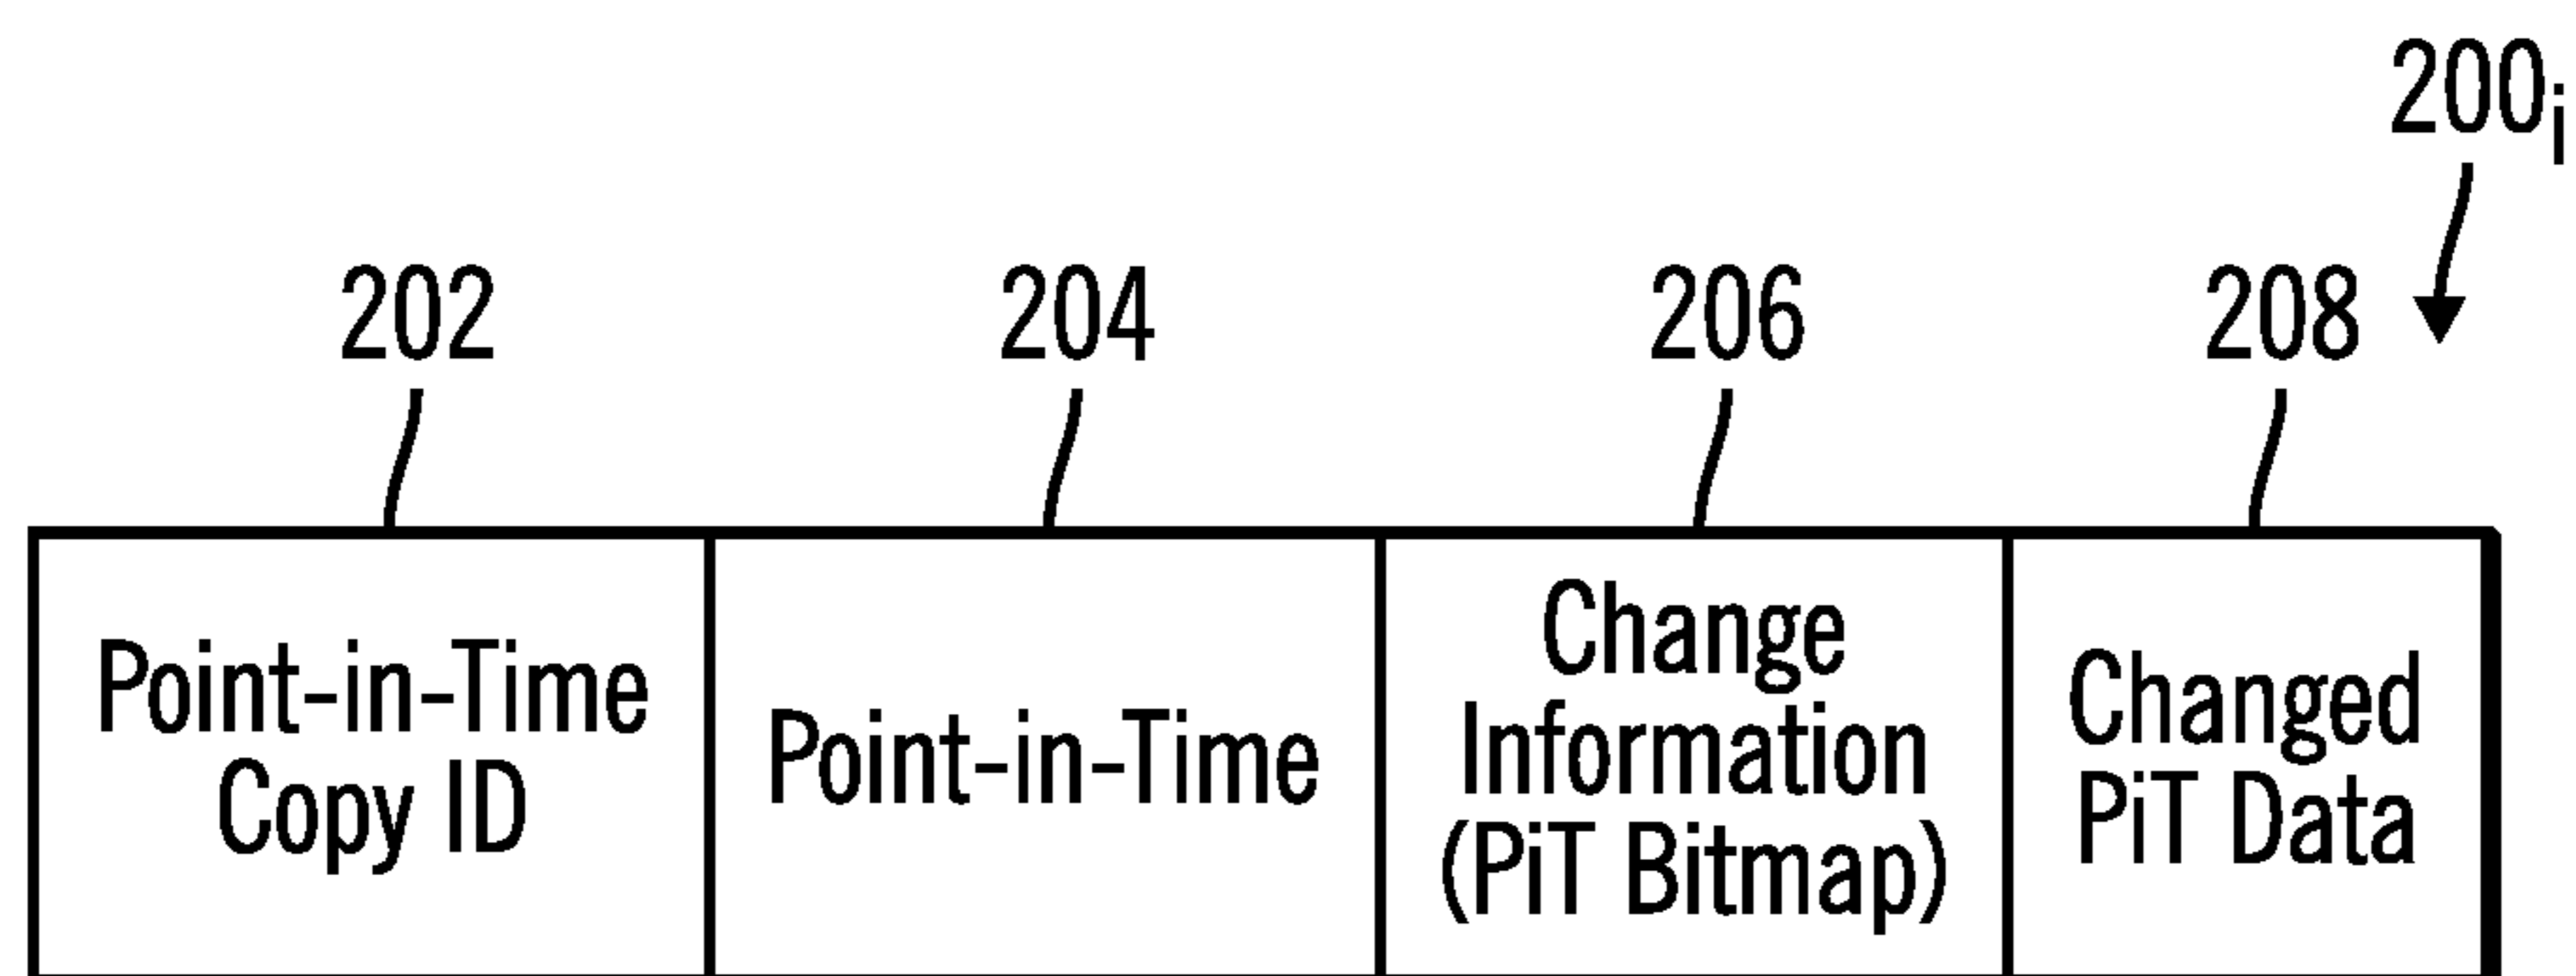 200i
202
204
206
208
Point-in-Time
Copy ID
Point-in-Time
Change
Information
(PiT Bitmap)
Changed
PiT Data